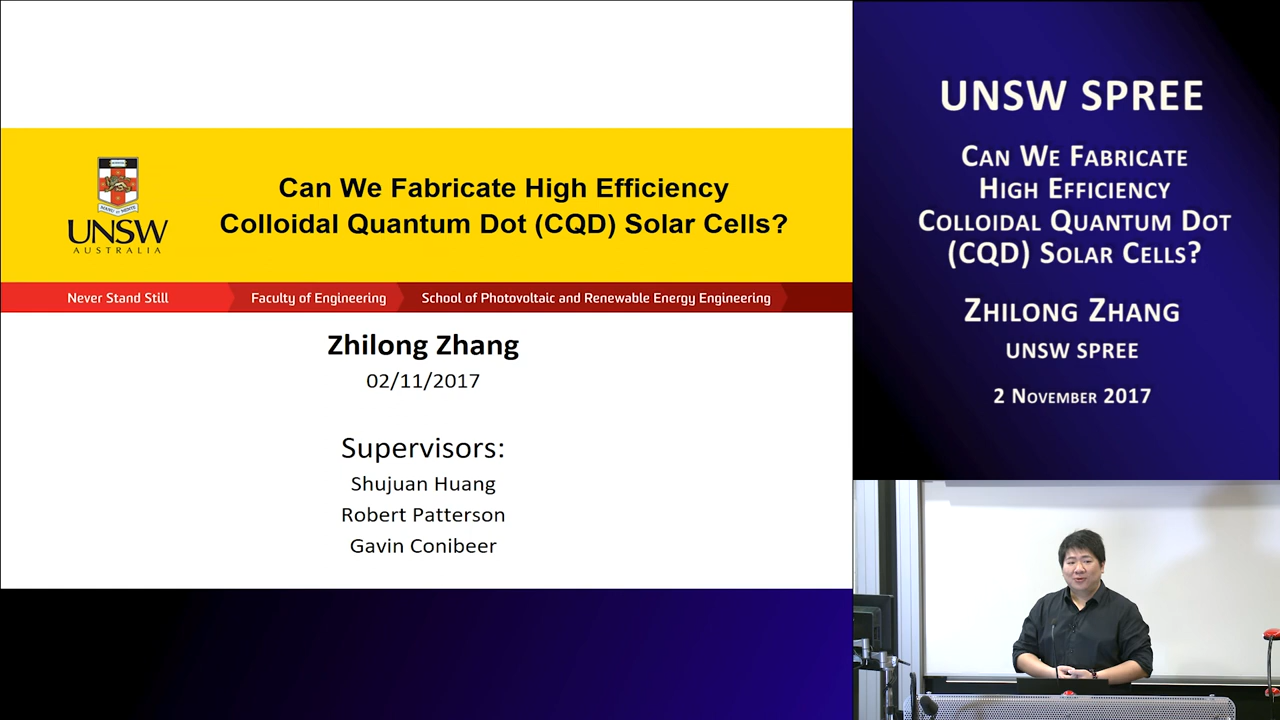 Can We Fabricate High Efficiency
Colloidal Quantum Dot (CQD) Solar Cells?
UNSW
AUSTRALIA
Never Stand Still
Faculty of Engineering
School of Photovoltaic and Renewable Energy Engineering
Zhilong Zhang
02/11/2017
Supervisors:
Shujuan Huang
Robert Patterson
Gavin Conibeer
UNSW SPREE
Can We Fabricate
High Efficiency
Colloidal Quantum Dot
(CQD) Solar Cells?
Zhilong Zhang
UNSW SPREE
2 November 2017